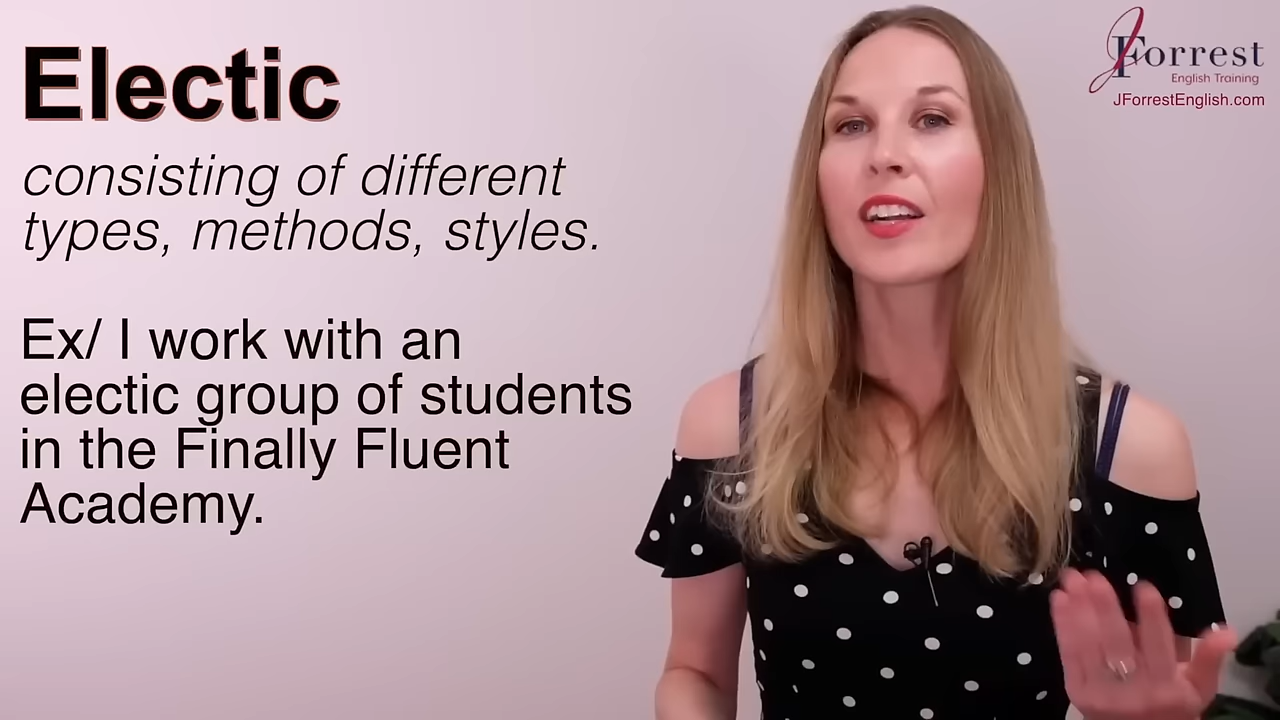 Electic
consisting of different
types, methods, styles.
Ex/ I work with an
electic group of students
in the Finally Fluent
Academy.
JForrest
English Training
JForrestEnglish.com